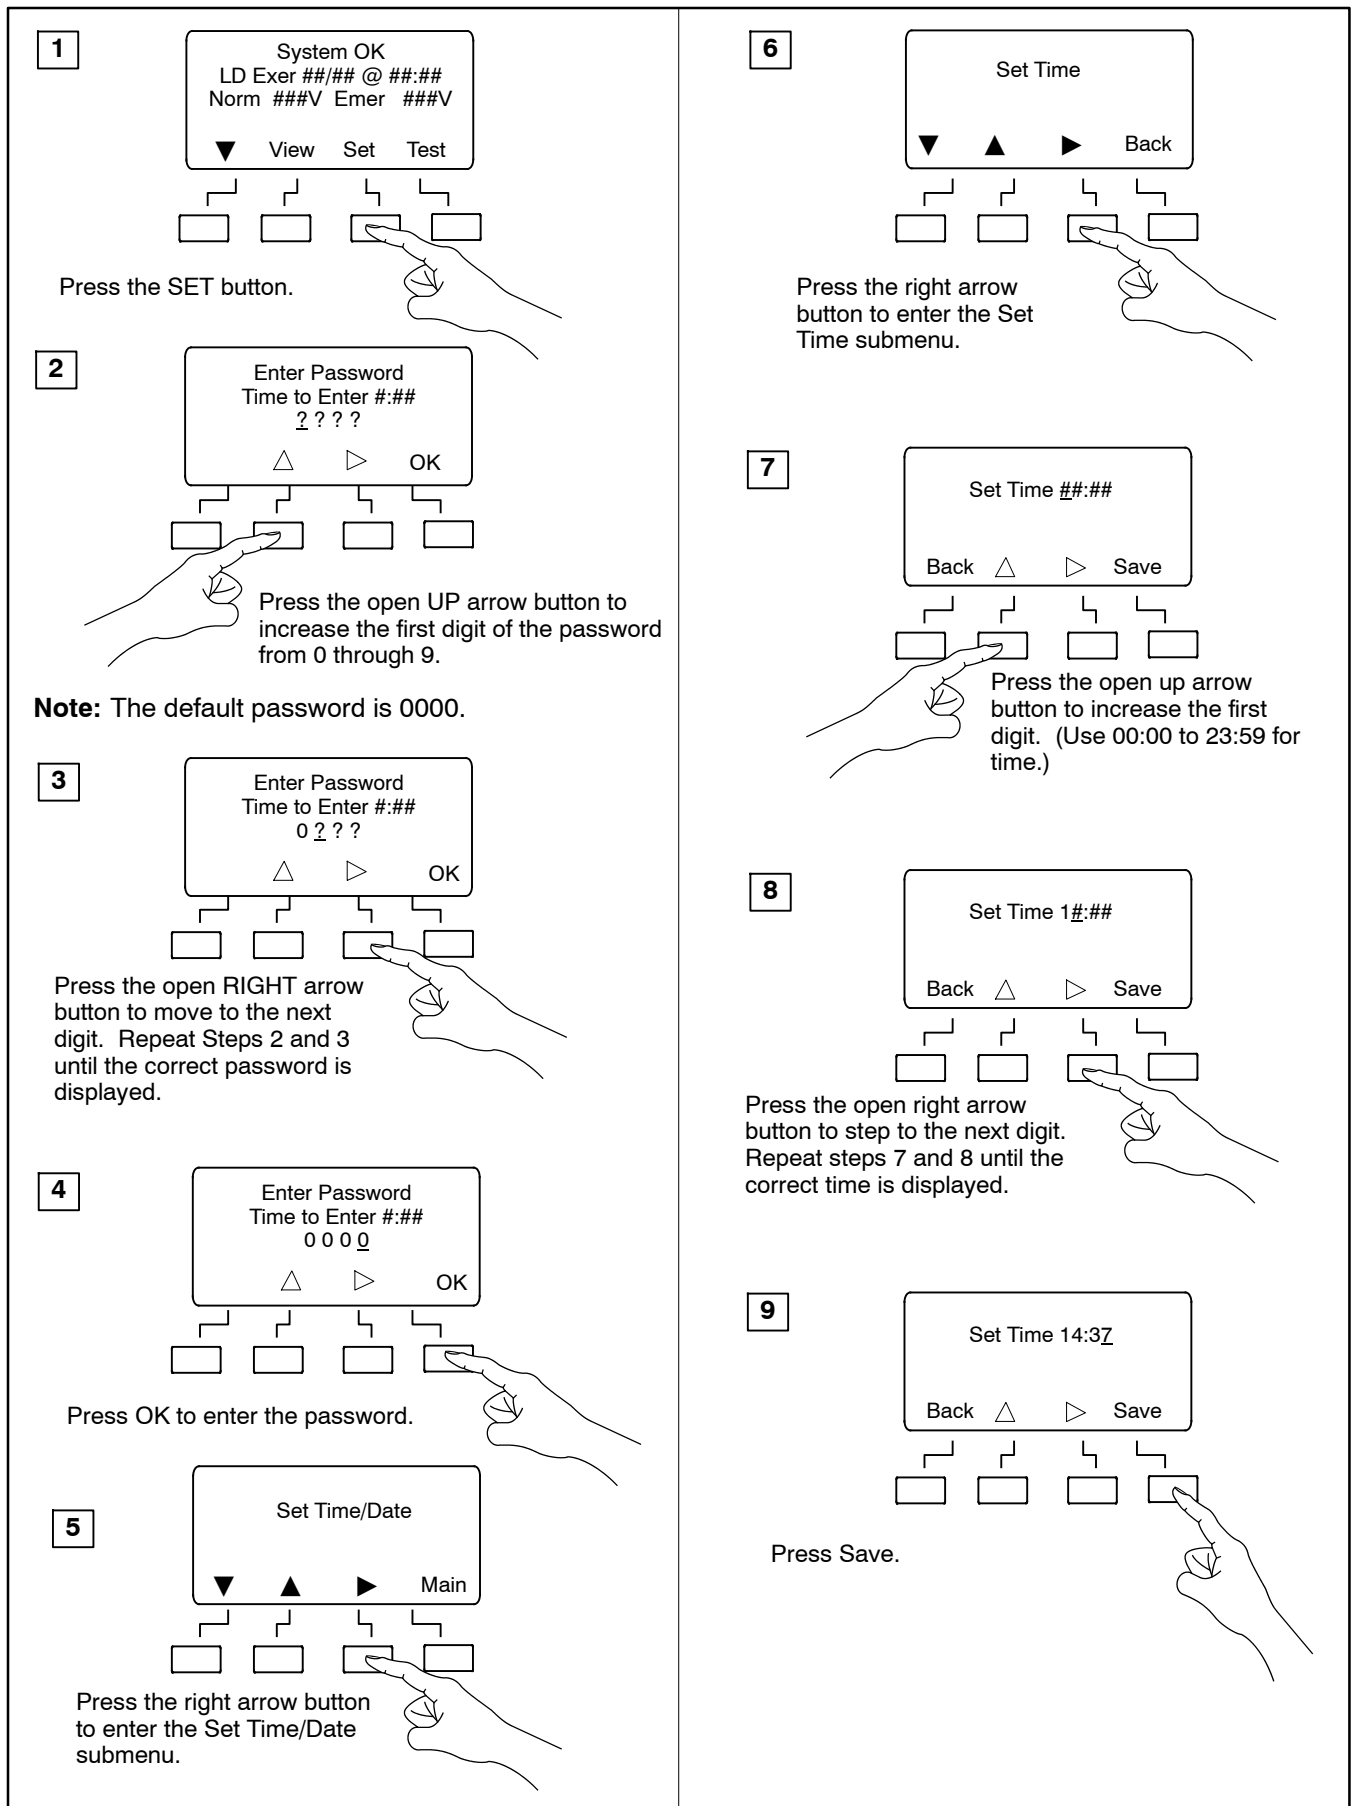 1
System OK
LD Exer ##/## @ ##:##
Norm ###V Emer ###V
▼ View Set Test
Press the SET button.
2
Enter Password
Time to Enter #:##
? ? ? ?
△ ▷ OK
Press the open UP arrow button to
increase the first digit of the password
from 0 through 9.
Note: The default password is 0000.
3
Enter Password
Time to Enter #:##
0 ? ? ?
△ ▷ OK
Press the open RIGHT arrow
button to move to the next
digit. Repeat Steps 2 and 3
until the correct password is
displayed.
4
Enter Password
Time to Enter #:##
0 0 0 0
△ ▷ OK
Press OK to enter the password.
5
Set Time/Date
▼ ▲ ▶ Main
Press the right arrow button
to enter the Set Time/Date
submenu.
6
Set Time
▼ ▲ ▶ Back
Press the right arrow
button to enter the Set
Time submenu.
7
Set Time ##:##
Back △ ▷ Save
Press the open up arrow
button to increase the first
digit. (Use 00:00 to 23:59 for
time.)
8
Set Time 1#:##
Back △ ▷ Save
Press the open right arrow
button to step to the next digit.
Repeat steps 7 and 8 until the
correct time is displayed.
9
Set Time 14:37
Back △ ▷ Save
Press Save.